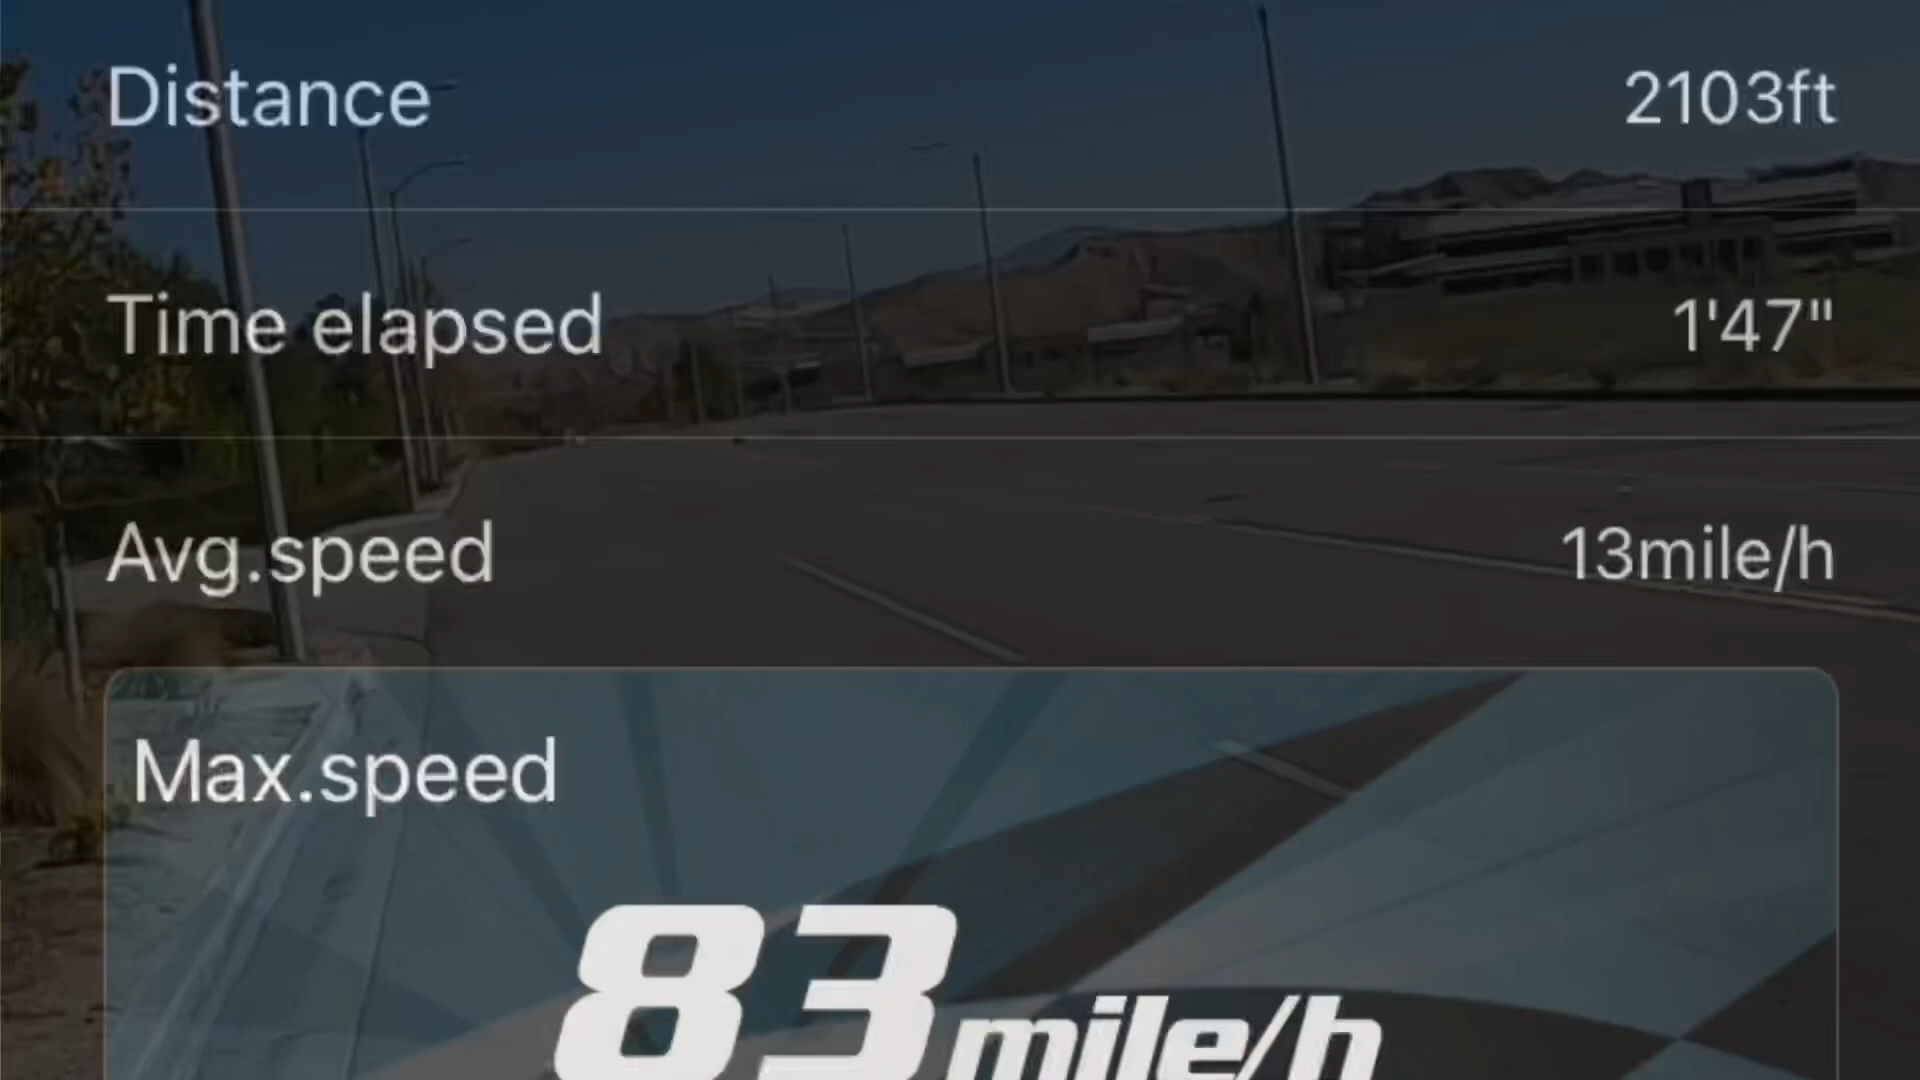 Distance 2103ft
Time elapsed 1'47"
Avg.speed 13mile/h
Max.speed
83mile/h